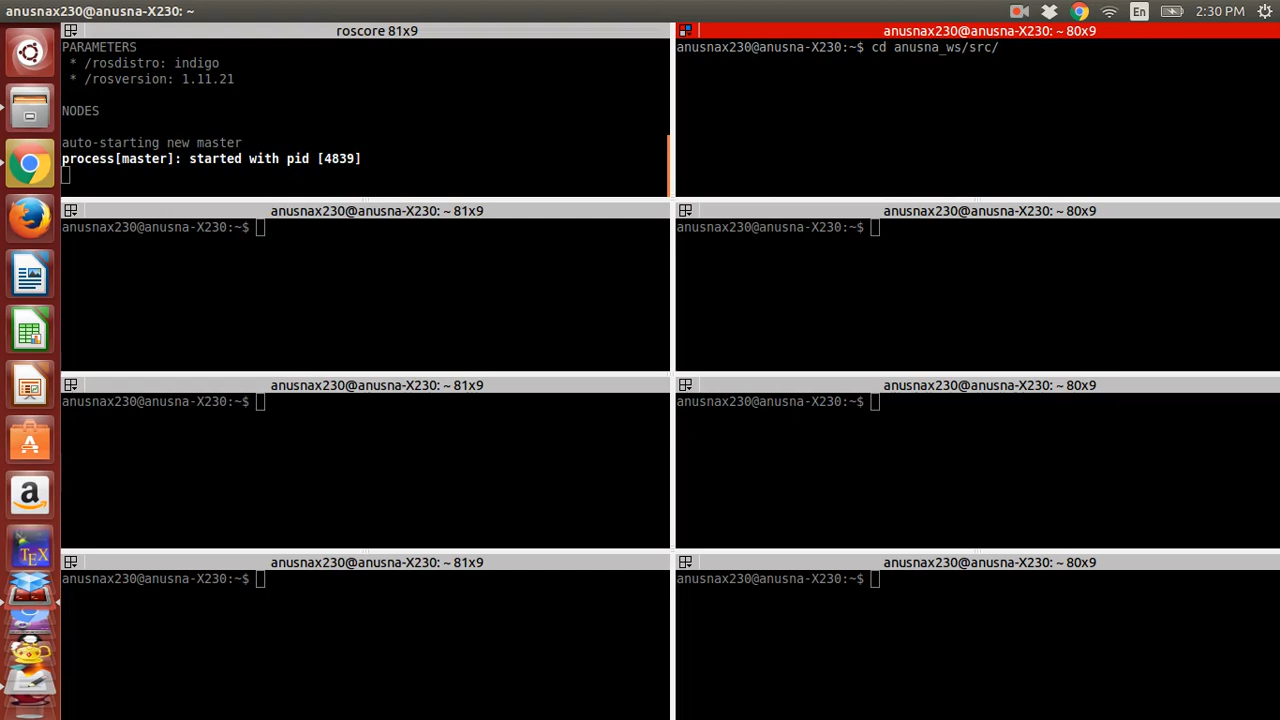 anusnax230@anusna-X230: ~
En
2:30 PM
roscore 81x9
PARAMETERS
* /rosdistro: indigo
* /rosversion: 1.11.21
NODES
auto-starting new master
process[master]: started with pid [4839]
anusnax230@anusna-X230: ~ 80x9
anusnax230@anusna-X230:~$ cd anusna_ws/src/
anusnax230@anusna-X230: ~ 81x9
anusnax230@anusna-X230:~$
anusnax230@anusna-X230: ~ 80x9
anusnax230@anusna-X230:~$
anusnax230@anusna-X230: ~ 81x9
anusnax230@anusna-X230:~$
anusnax230@anusna-X230: ~ 80x9
anusnax230@anusna-X230:~$
anusnax230@anusna-X230: ~ 81x9
anusnax230@anusna-X230:~$
anusnax230@anusna-X230: ~ 80x9
anusnax230@anusna-X230:~$
TEX